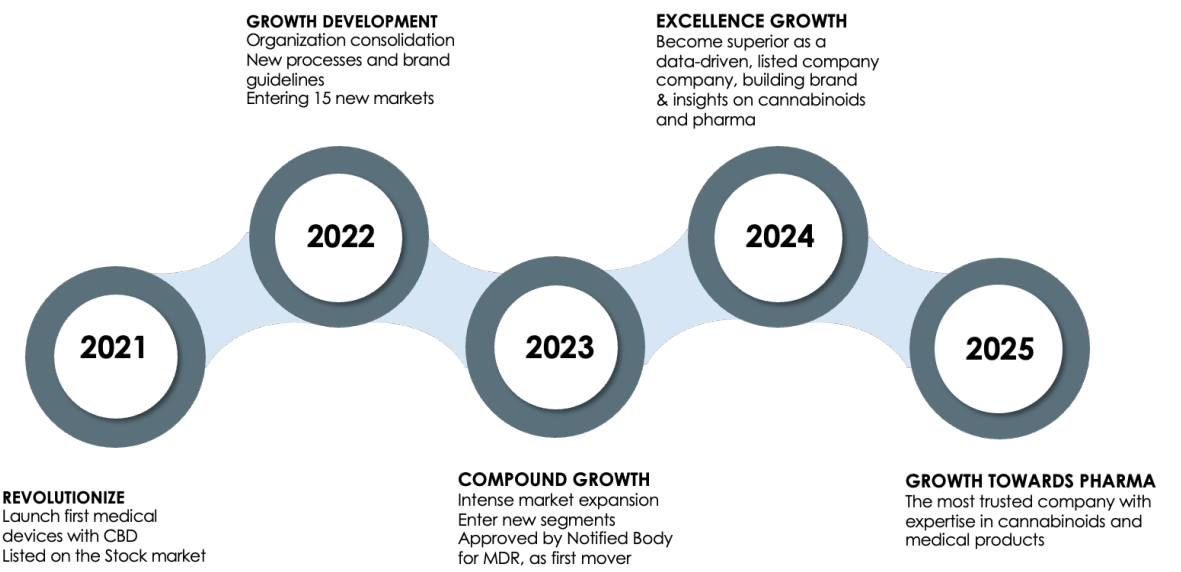 GROWTH DEVELOPMENT
Organization consolidation
New processes and brand
guidelines
Entering 15 new markets
EXCELLENCE GROWTH
Become superior as a
data-driven, listed company
company, building brand
& insights on cannabinoids
and pharma
2021
2022
2023
2024
2025
REVOLUTIONIZE
Launch first medical
devices with CBD
Listed on the Stock market
COMPOUND GROWTH
Intense market expansion
Enter new segments
Approved by Notified Body
for MDR, as first mover
GROWTH TOWARDS PHARMA
The most trusted company with
expertise in cannabinoids and
medical products